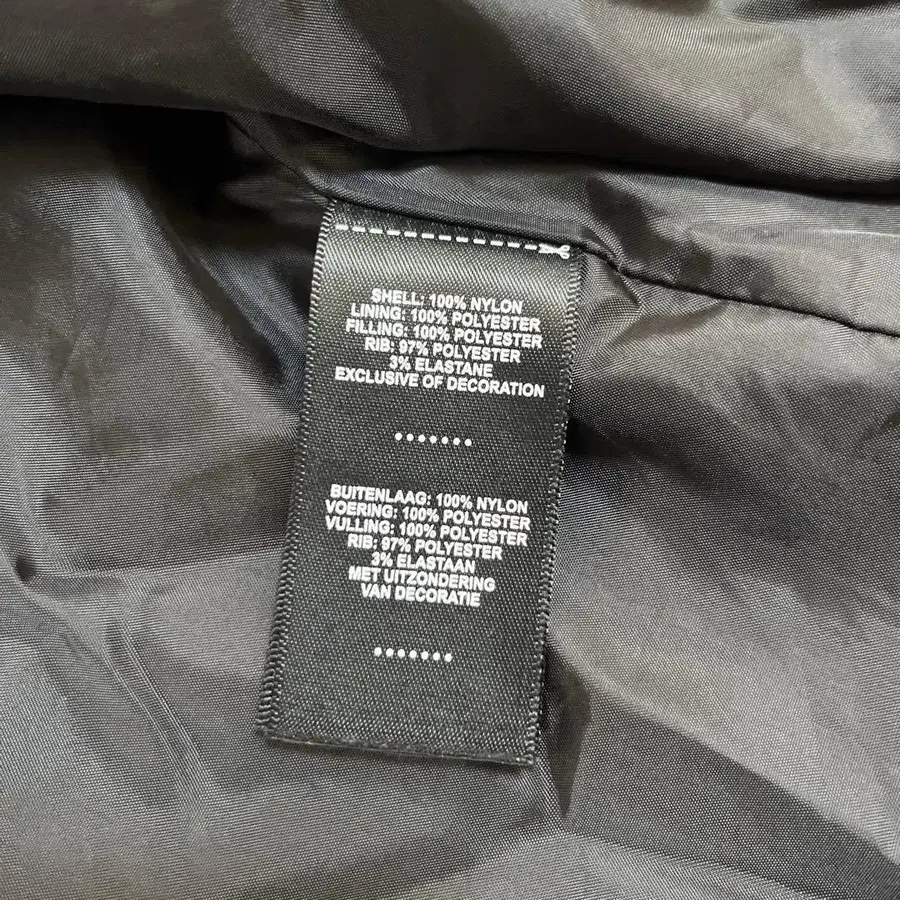 SHELL: 100% NYLON
LINING: 100% POLYESTER
FILLING: 100% POLYESTER
RIB: 97% POLYESTER
3% ELASTANE
EXCLUSIVE OF DECORATION
•••••••
BUITENLAAG: 100% NYLON
VOERING: 100% POLYESTER
VULLING: 100% POLYESTER
RIB: 97% POLYESTER
3% ELASTAAN
MET UITZONDERING
VAN DECORATIE
•••••••